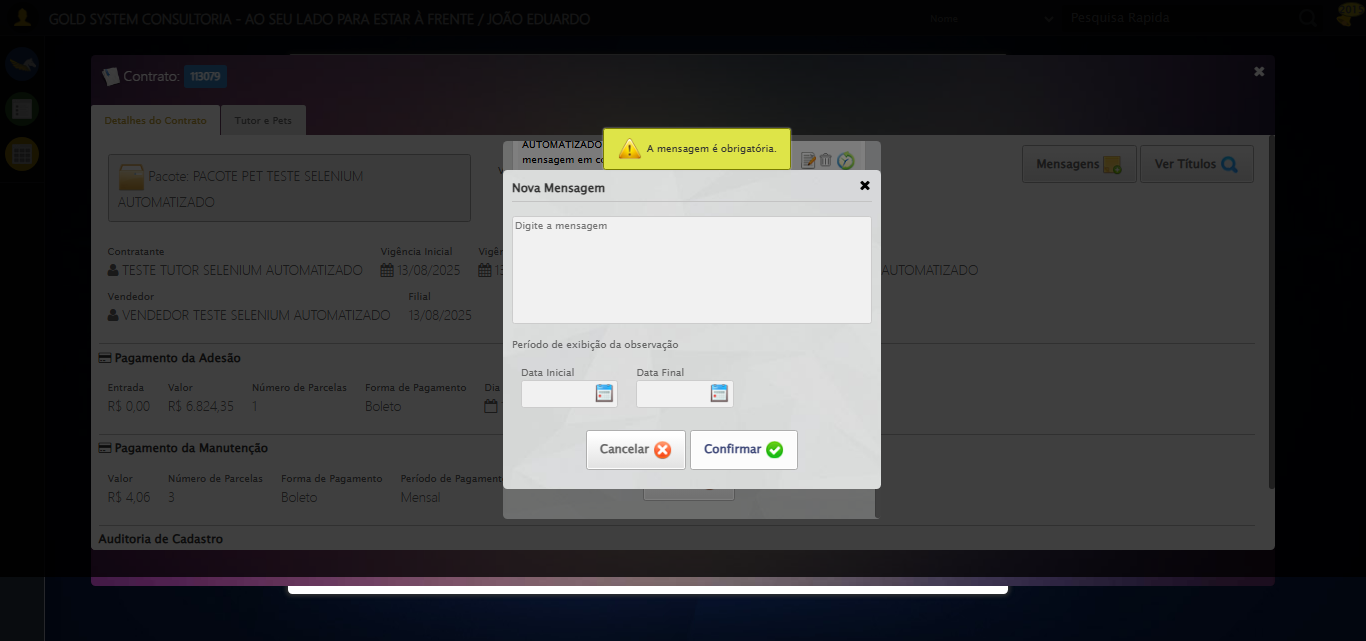 GOLD SYSTEM CONSULTORIA - AO SEU LADO PARA ESTAR À FRENTE / JOÃO EDUARDO
Nome
Pesquisa Rapida
101
Contrato: 113079
Detalhes do Contrato
Tutor e Pets
A mensagem é obrigatória.
AUTOMATIZADO
mensagem em
Pacote: PACOTE PET TESTE SELENIUM
AUTOMATIZADO
Mensagens
Ver Títulos
Nova Mensagem
Digite a mensagem
Contratante
Vigência Inicial
TESTE TUTOR SELENIUM AUTOMATIZADO
13/08/2025
AUTOMATIZADO
Vendedor
Filial
VENDEDOR TESTE SELENIUM AUTOMATIZADO
13/08/2025
Período de exibição da observação
Data Inicial
Data Final
Pagamento da Adesão
Entrada
Valor
Número de Parcelas
Forma de Pagamento
Dia
R$ 0,00
R$ 6.824,35
1
Boleto
Cancelar
Confirmar
Pagamento da Manutenção
Valor
Número de Parcelas
Forma de Pagamento
Período de Pagament
R$ 4,06
3
Boleto
Mensal
Auditoria de Cadastro